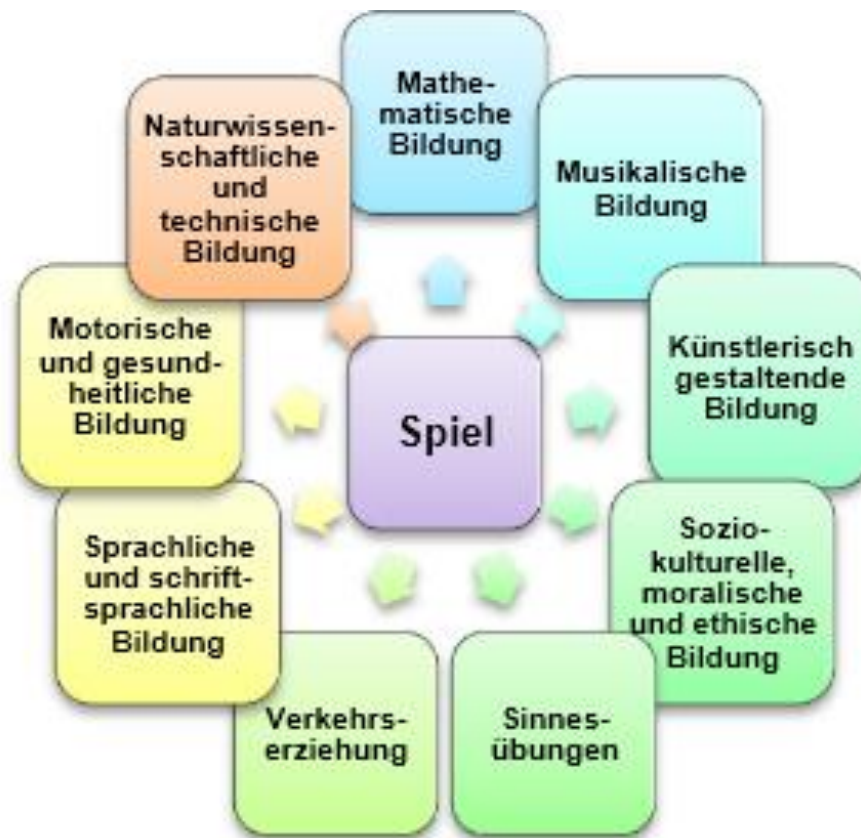 Mathe-
matische
Bildung
Musikalische
Bildung
Künstlerisch
gestaltende
Bildung
Sozio-
kulturelle,
moralische
und ethische
Bildung
Sinnes-
übungen
Verkehrs-
erziehung
Sprachliche
und schrift-
sprachliche
Bildung
Motorische
und gesund-
heitliche
Bildung
Naturwissen-
schaftliche
und
technische
Bildung
Spiel